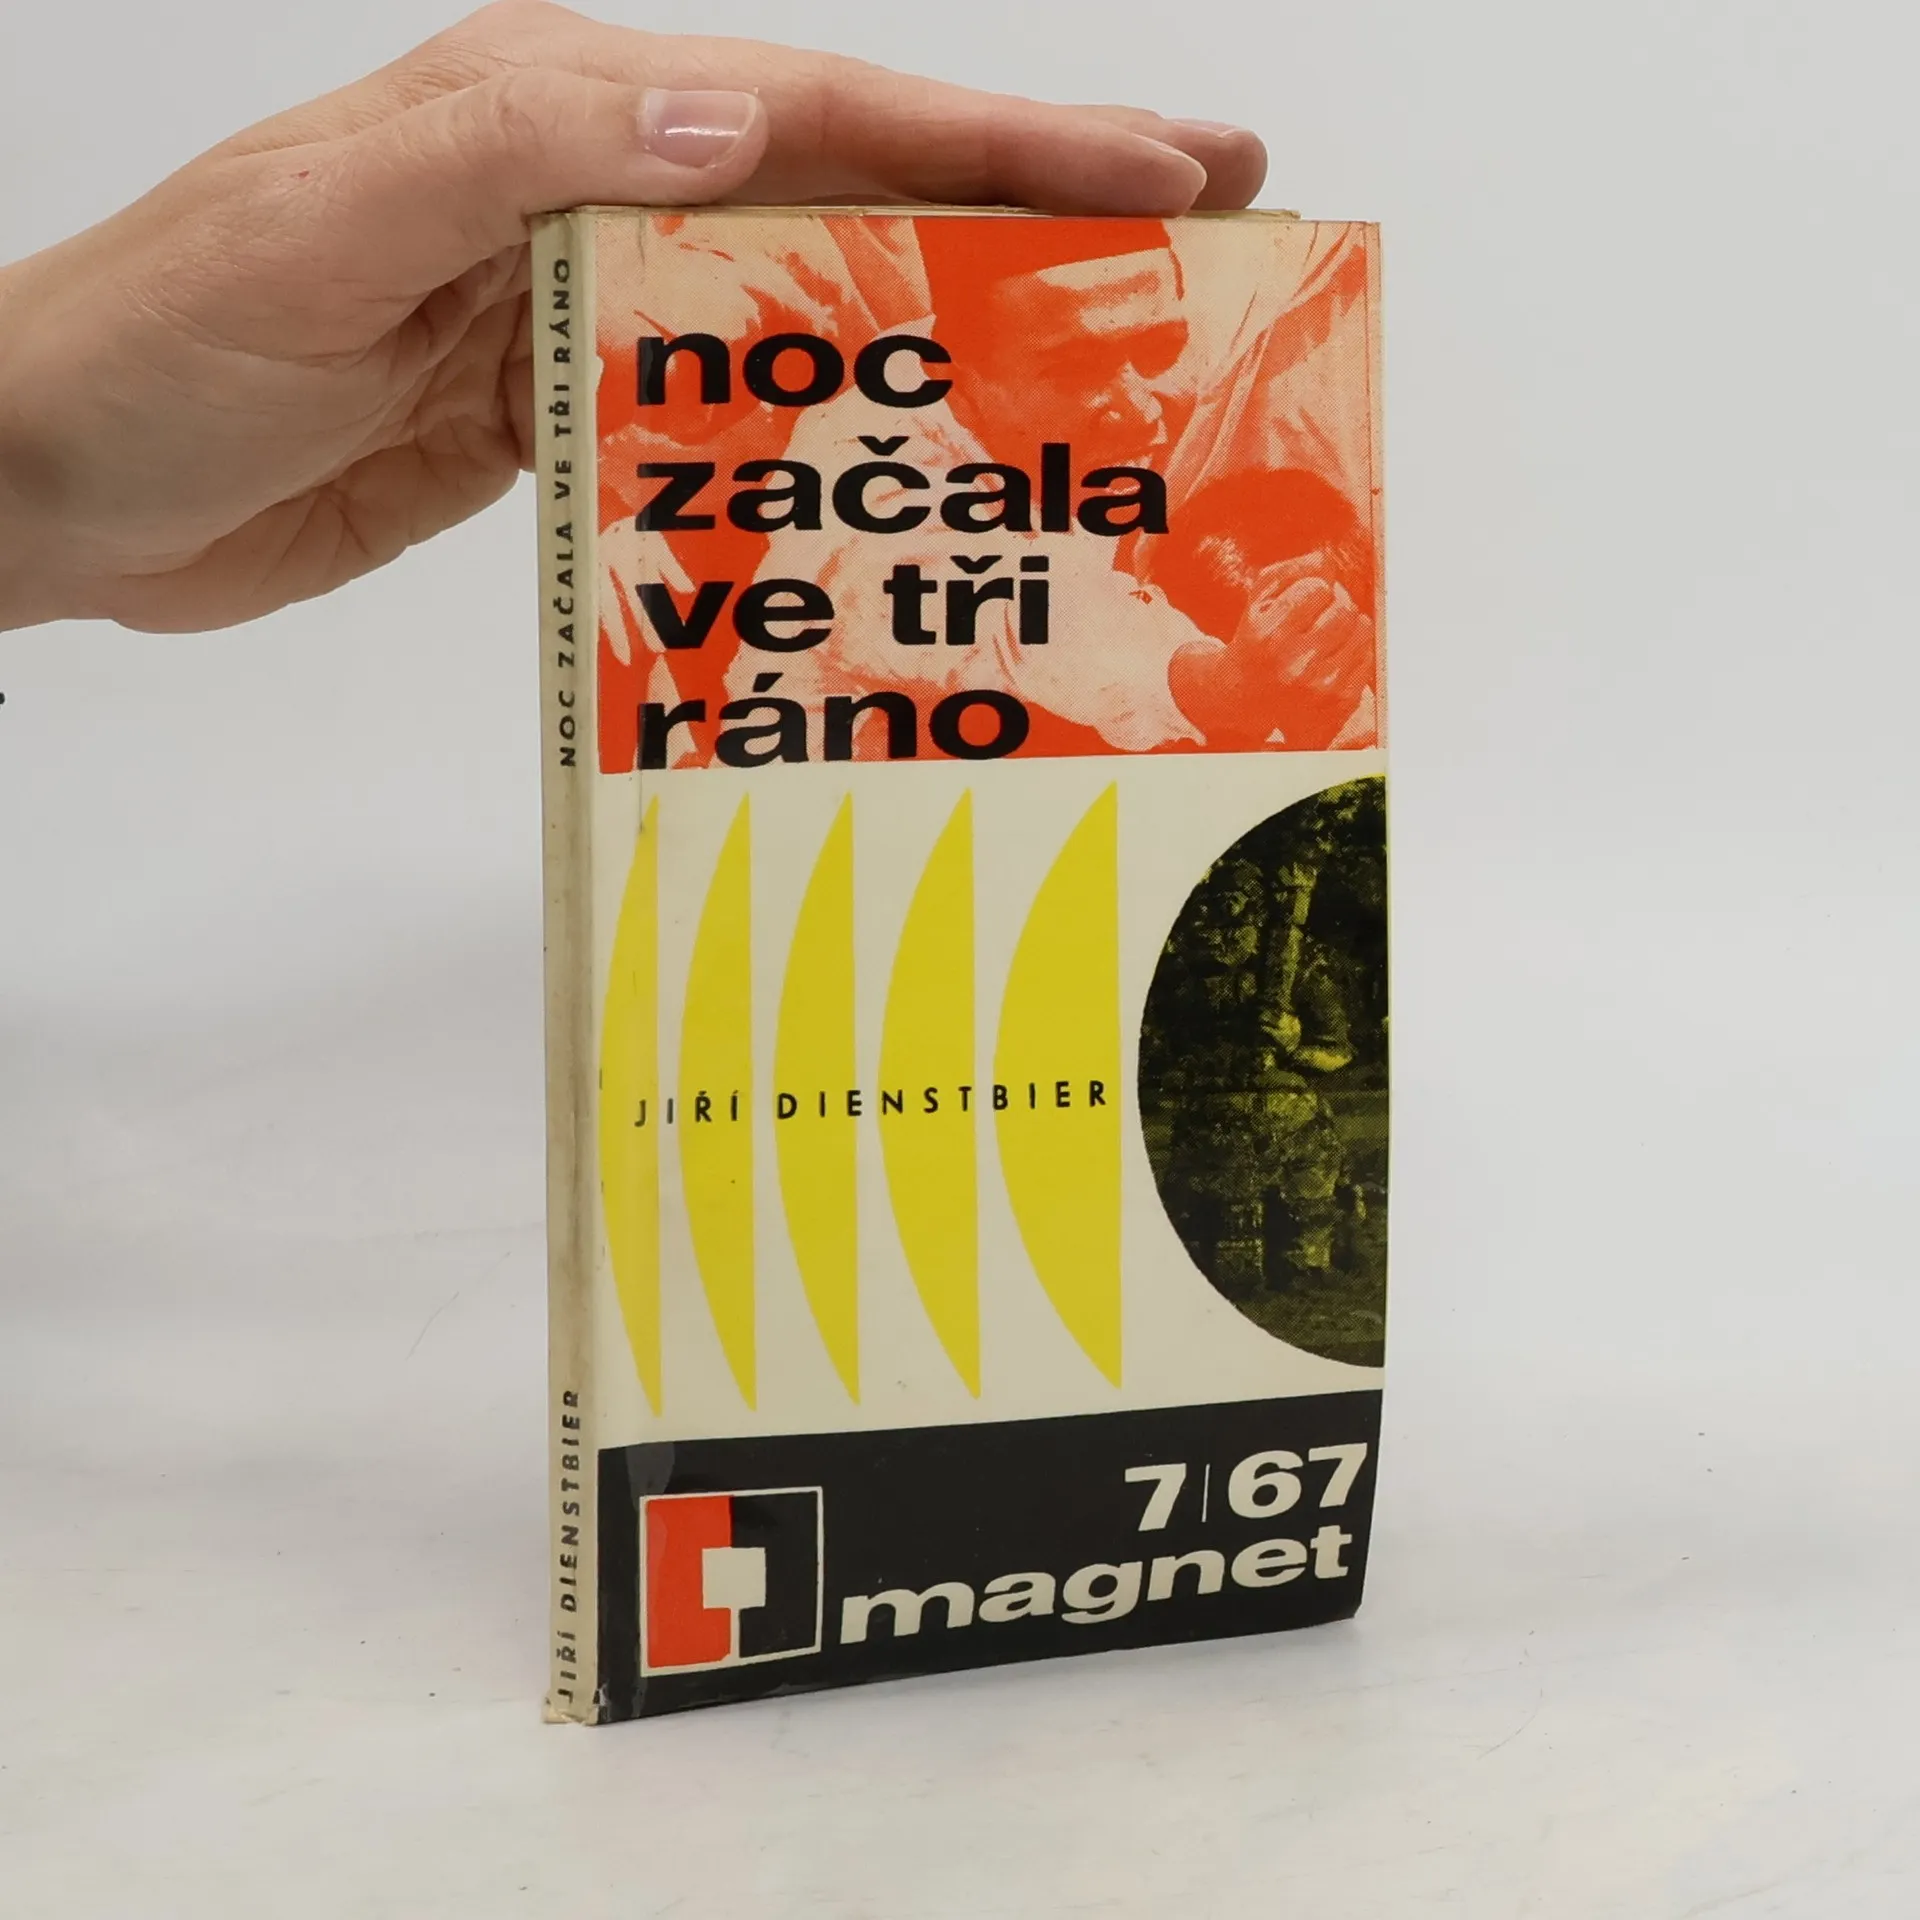 noc
začala
ve tři
ráno
JIŘÍ DIENSTBIER
7|67
magnet
NOC ZAČALA VE TŘI RÁNO
JIŘÍ DIENSTBIER